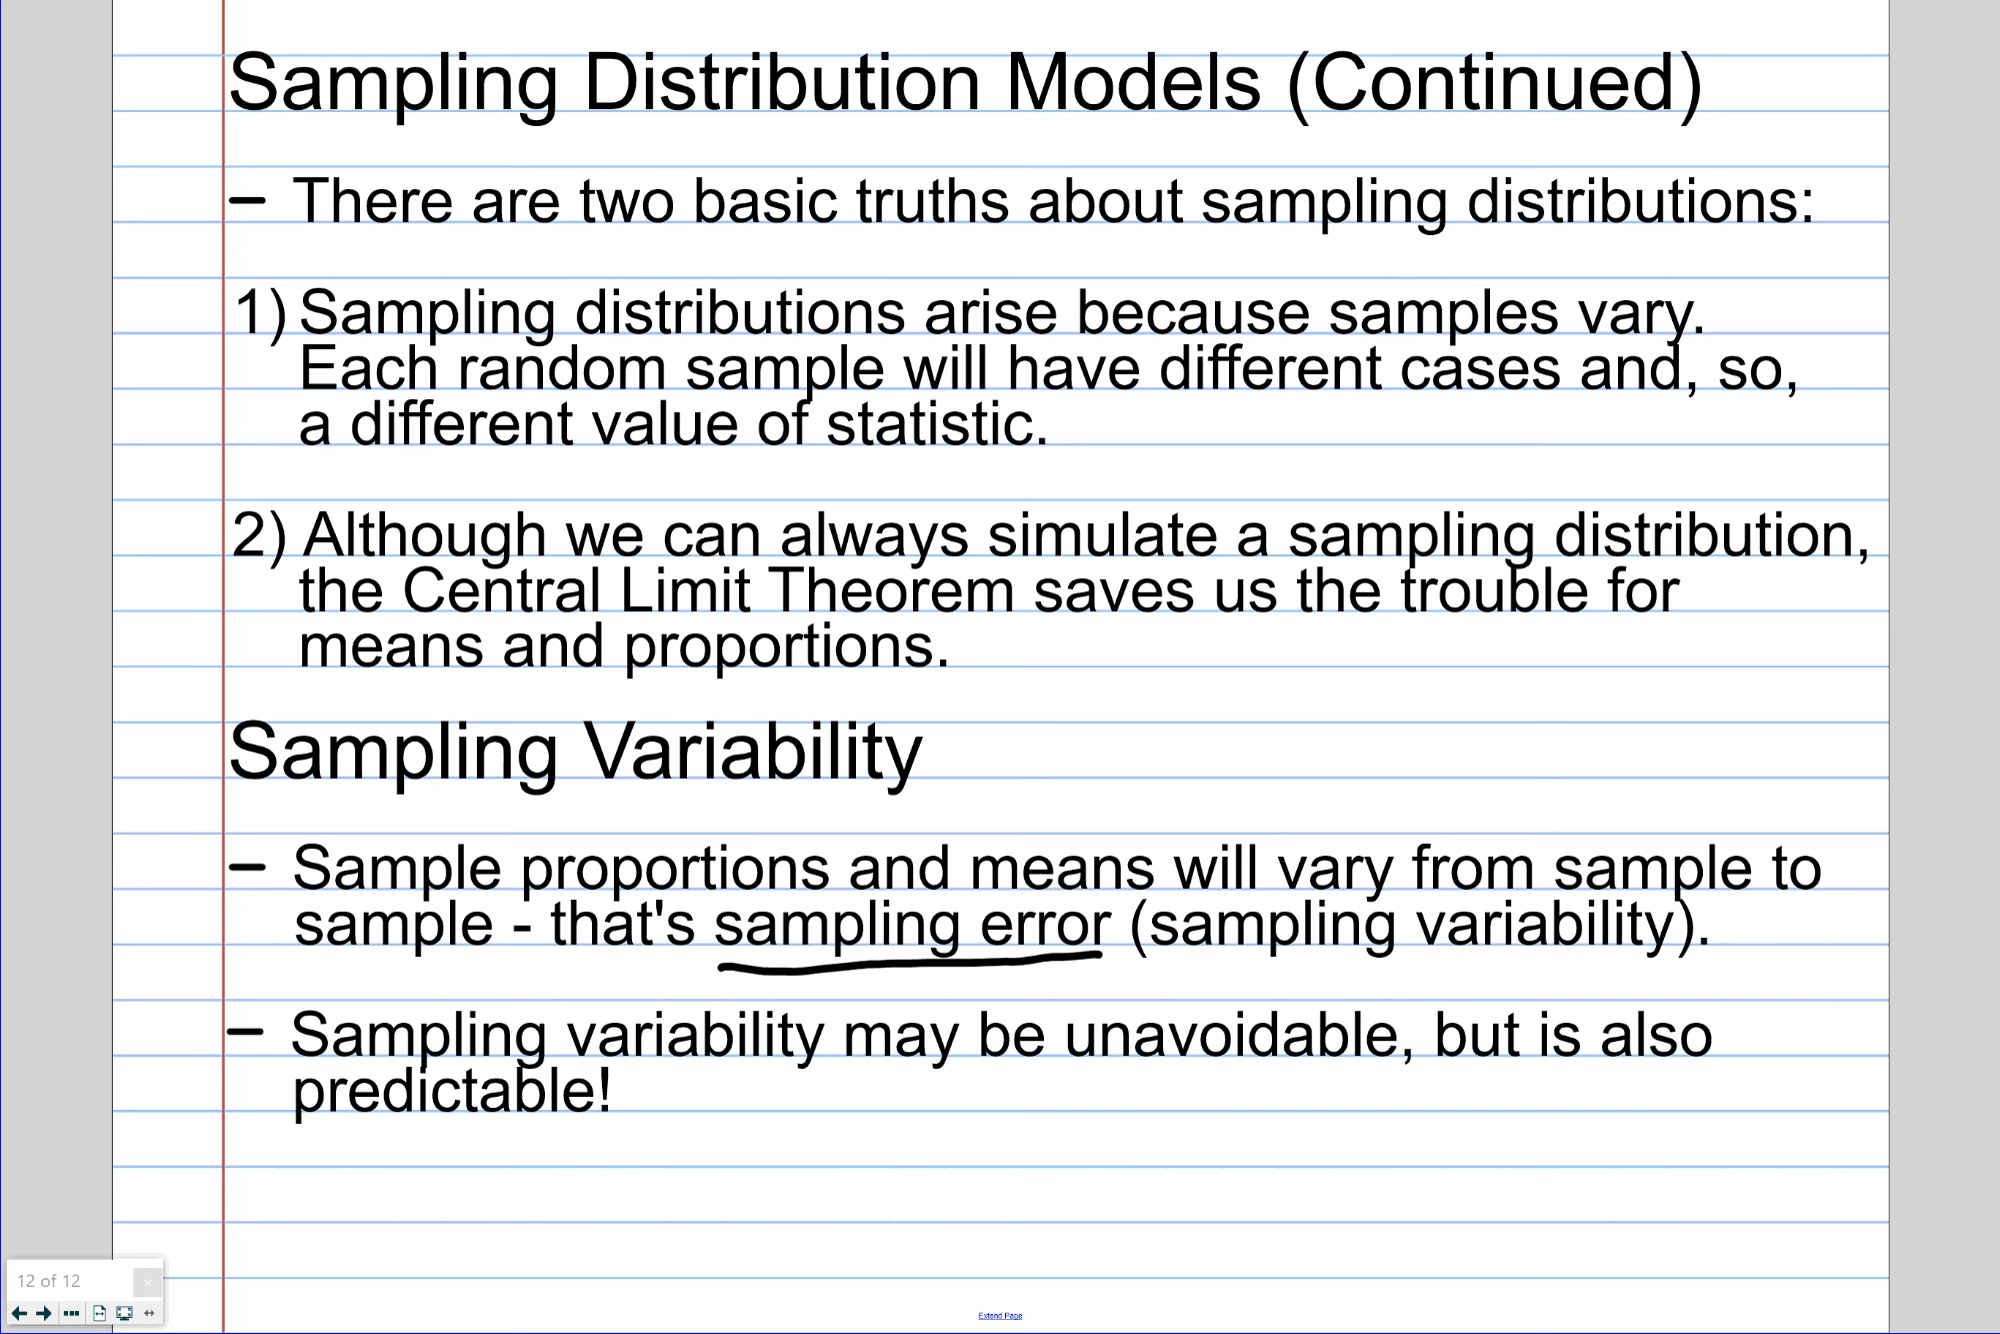 Sampling Distribution Models (Continued)
– There are two basic truths about sampling distributions:
1) Sampling distributions arise because samples vary.
Each random sample will have different cases and, so,
a different value of statistic.
2) Although we can always simulate a sampling distribution,
the Central Limit Theorem saves us the trouble for
means and proportions.
Sampling Variability
– Sample proportions and means will vary from sample to
sample - that's sampling error (sampling variability).
– Sampling variability may be unavoidable, but is also
predictable!
12 of 12
Extend Page